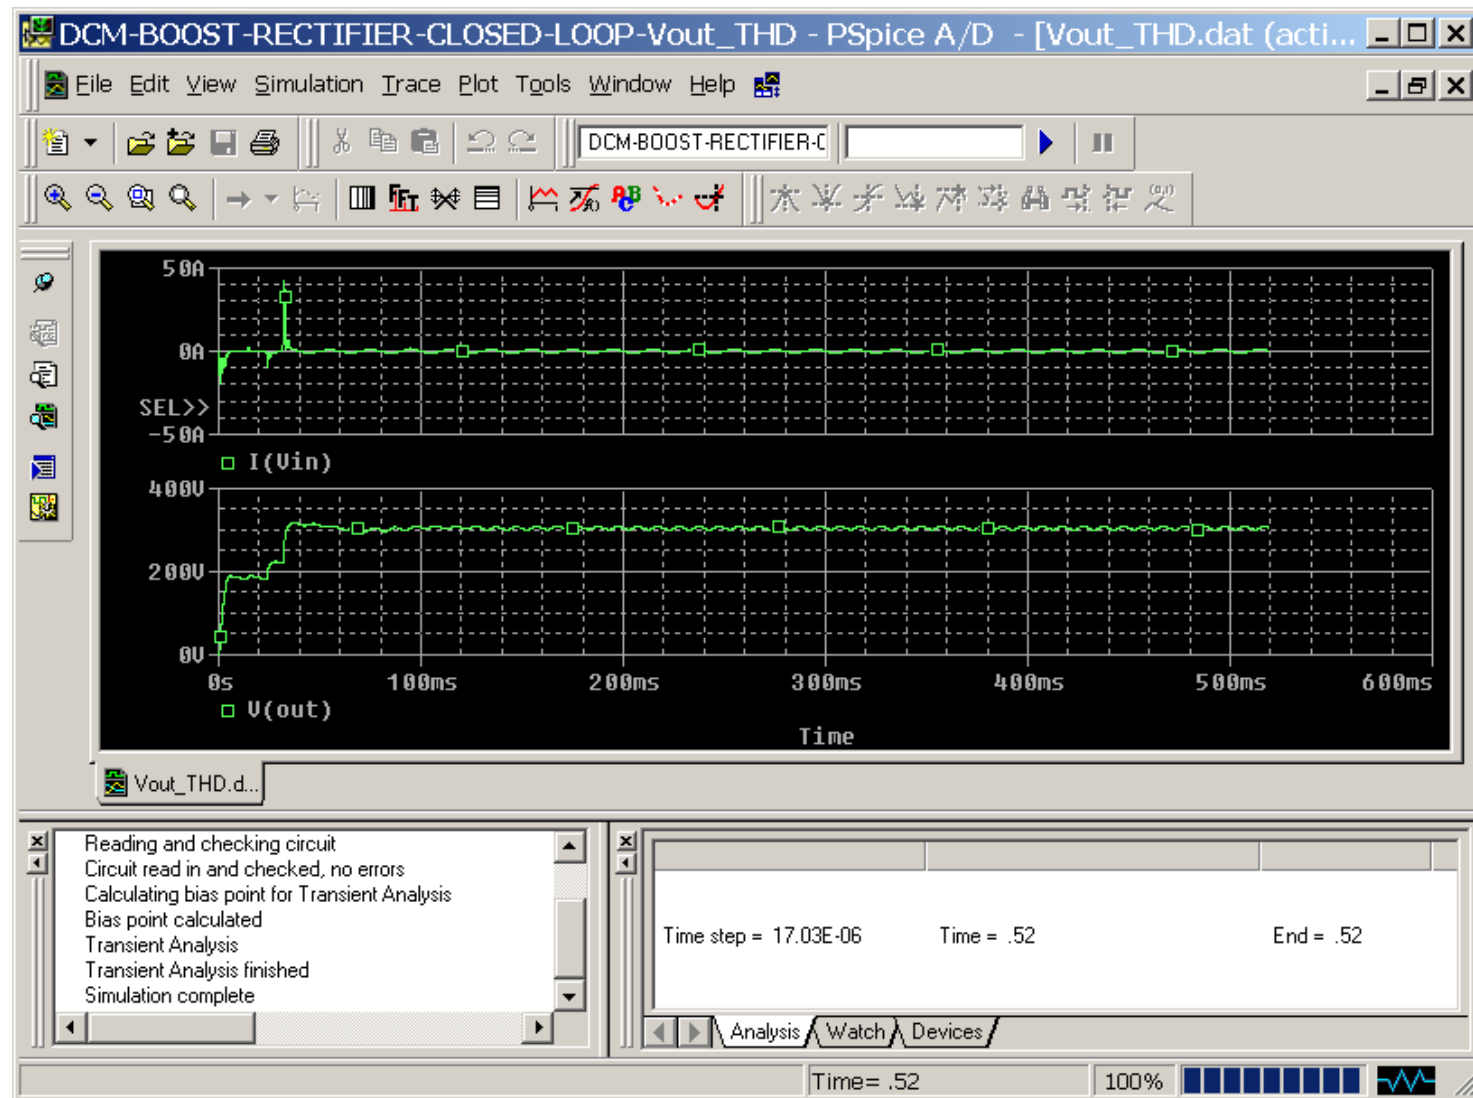 DCM-BOOST-RECTIFIER-CLOSED-LOOP-Vout_THD - PSpice A/D - [Vout_THD.dat (acti...
File Edit View Simulation Trace Plot Tools Window Help
DCM-BOOST-RECTIFIER-C
FFT
ABC
50A
0A
SEL>>
-50A
I(Vin)
400V
200V
0V
0s 100ms 200ms 300ms 400ms 500ms 600ms
V(out)
Time
Vout_THD.d...
Reading and checking circuit
Circuit read in and checked, no errors
Calculating bias point for Transient Analysis
Bias point calculated
Transient Analysis
Transient Analysis finished
Simulation complete
Time step = 17.03E-06 Time = .52 End = .52
Analysis Watch Devices
Time= .52 100%